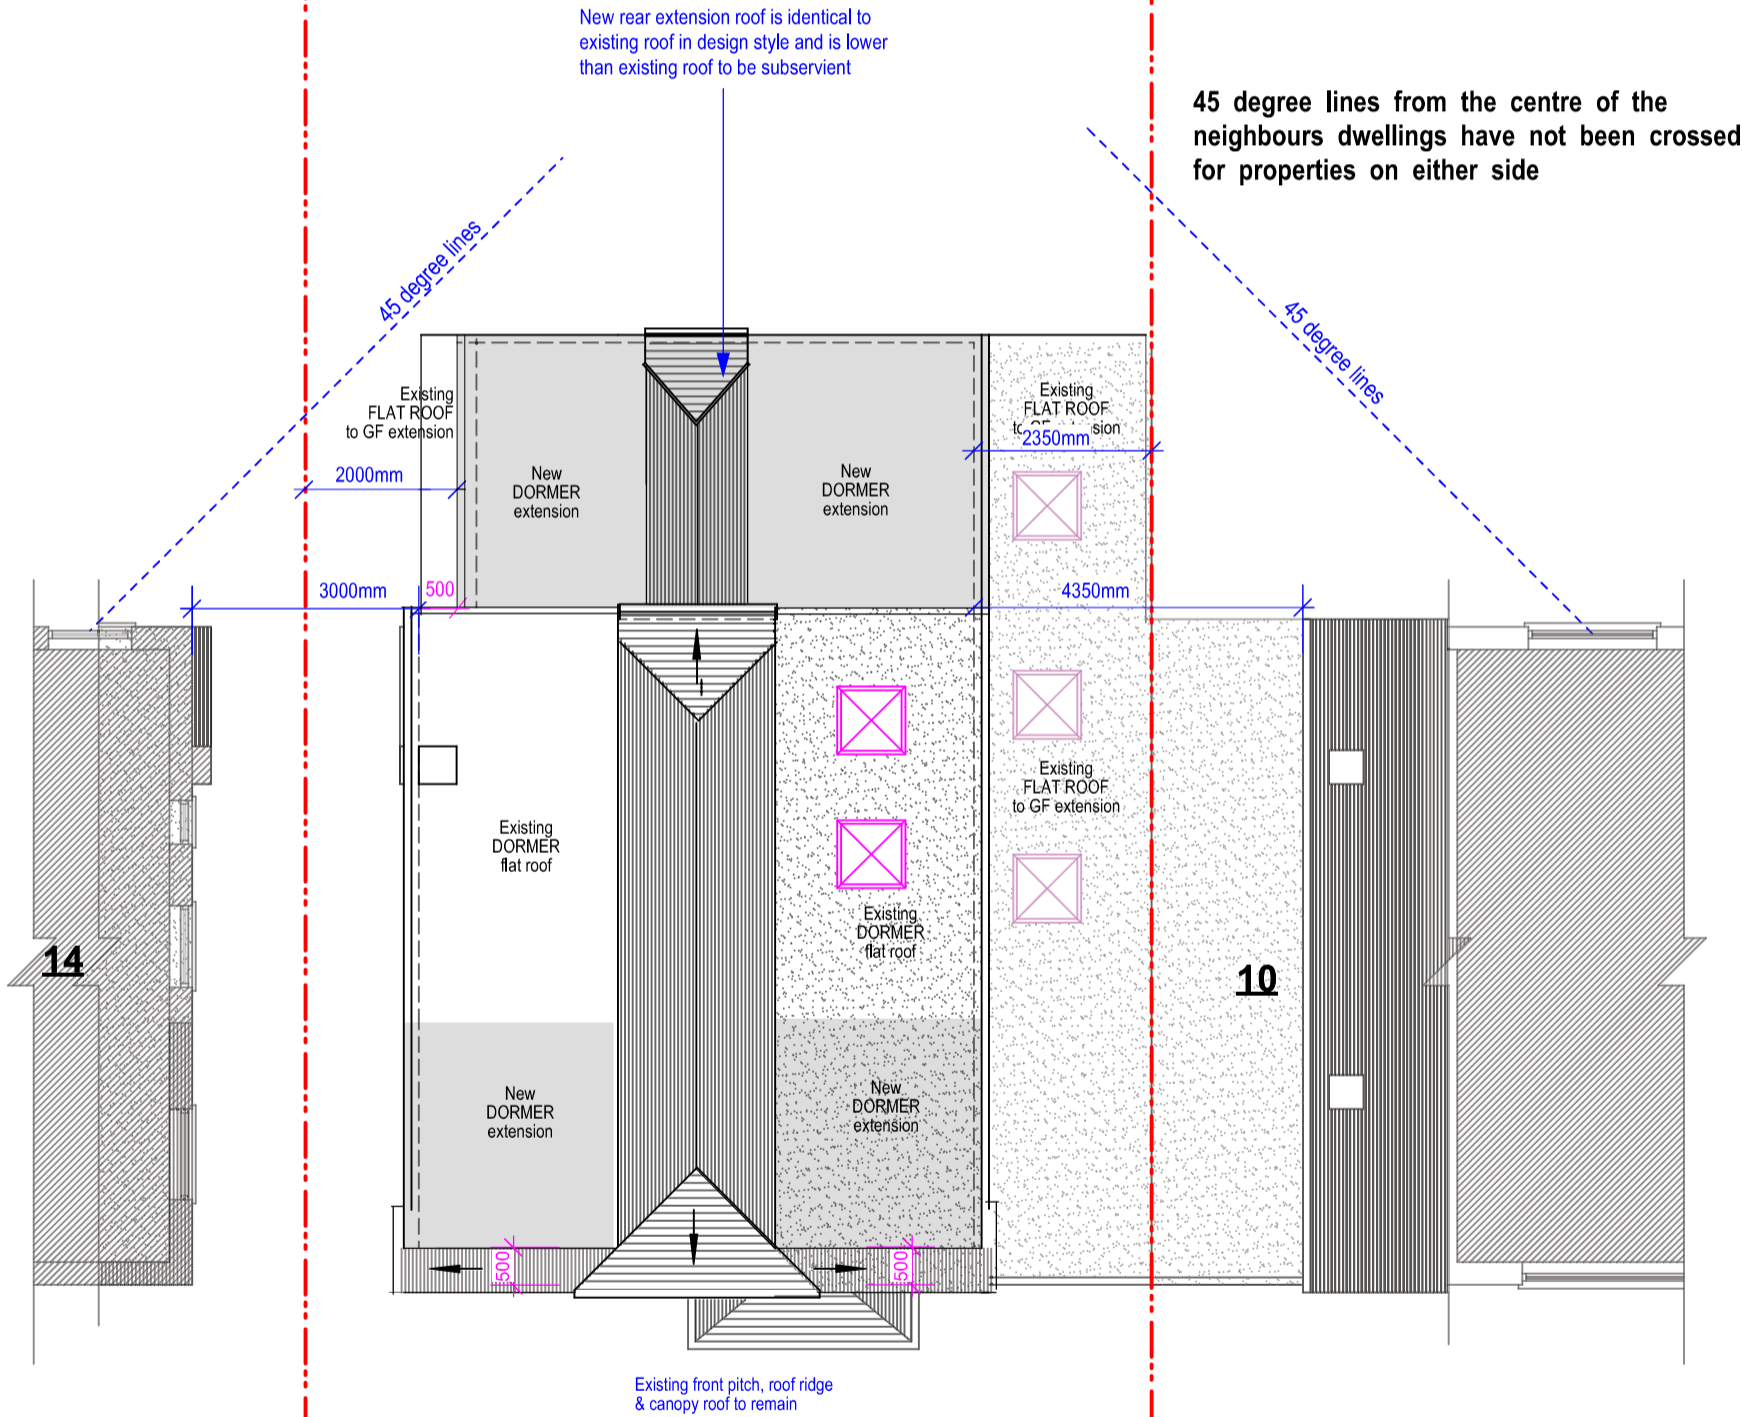 New rear extension roof is identical to
existing roof in design style and is lower
than existing roof to be subservient
45 degree lines from the centre of the
neighbours dwellings have not been crossed
for properties on either side
45 degree lines
45 degree lines
Existing
FLAT ROOF
to GF extension
Existing
FLAT ROOF
to GF extension
2350mm
2000mm
New
DORMER
extension
New
DORMER
extension
3000mm
500
4350mm
Existing
DORMER
flat roof
Existing
FLAT ROOF
to GF extension
Existing
DORMER
flat roof
14
10
New
DORMER
extension
New
DORMER
extension
500
500
Existing front pitch, roof ridge
& canopy roof to remain